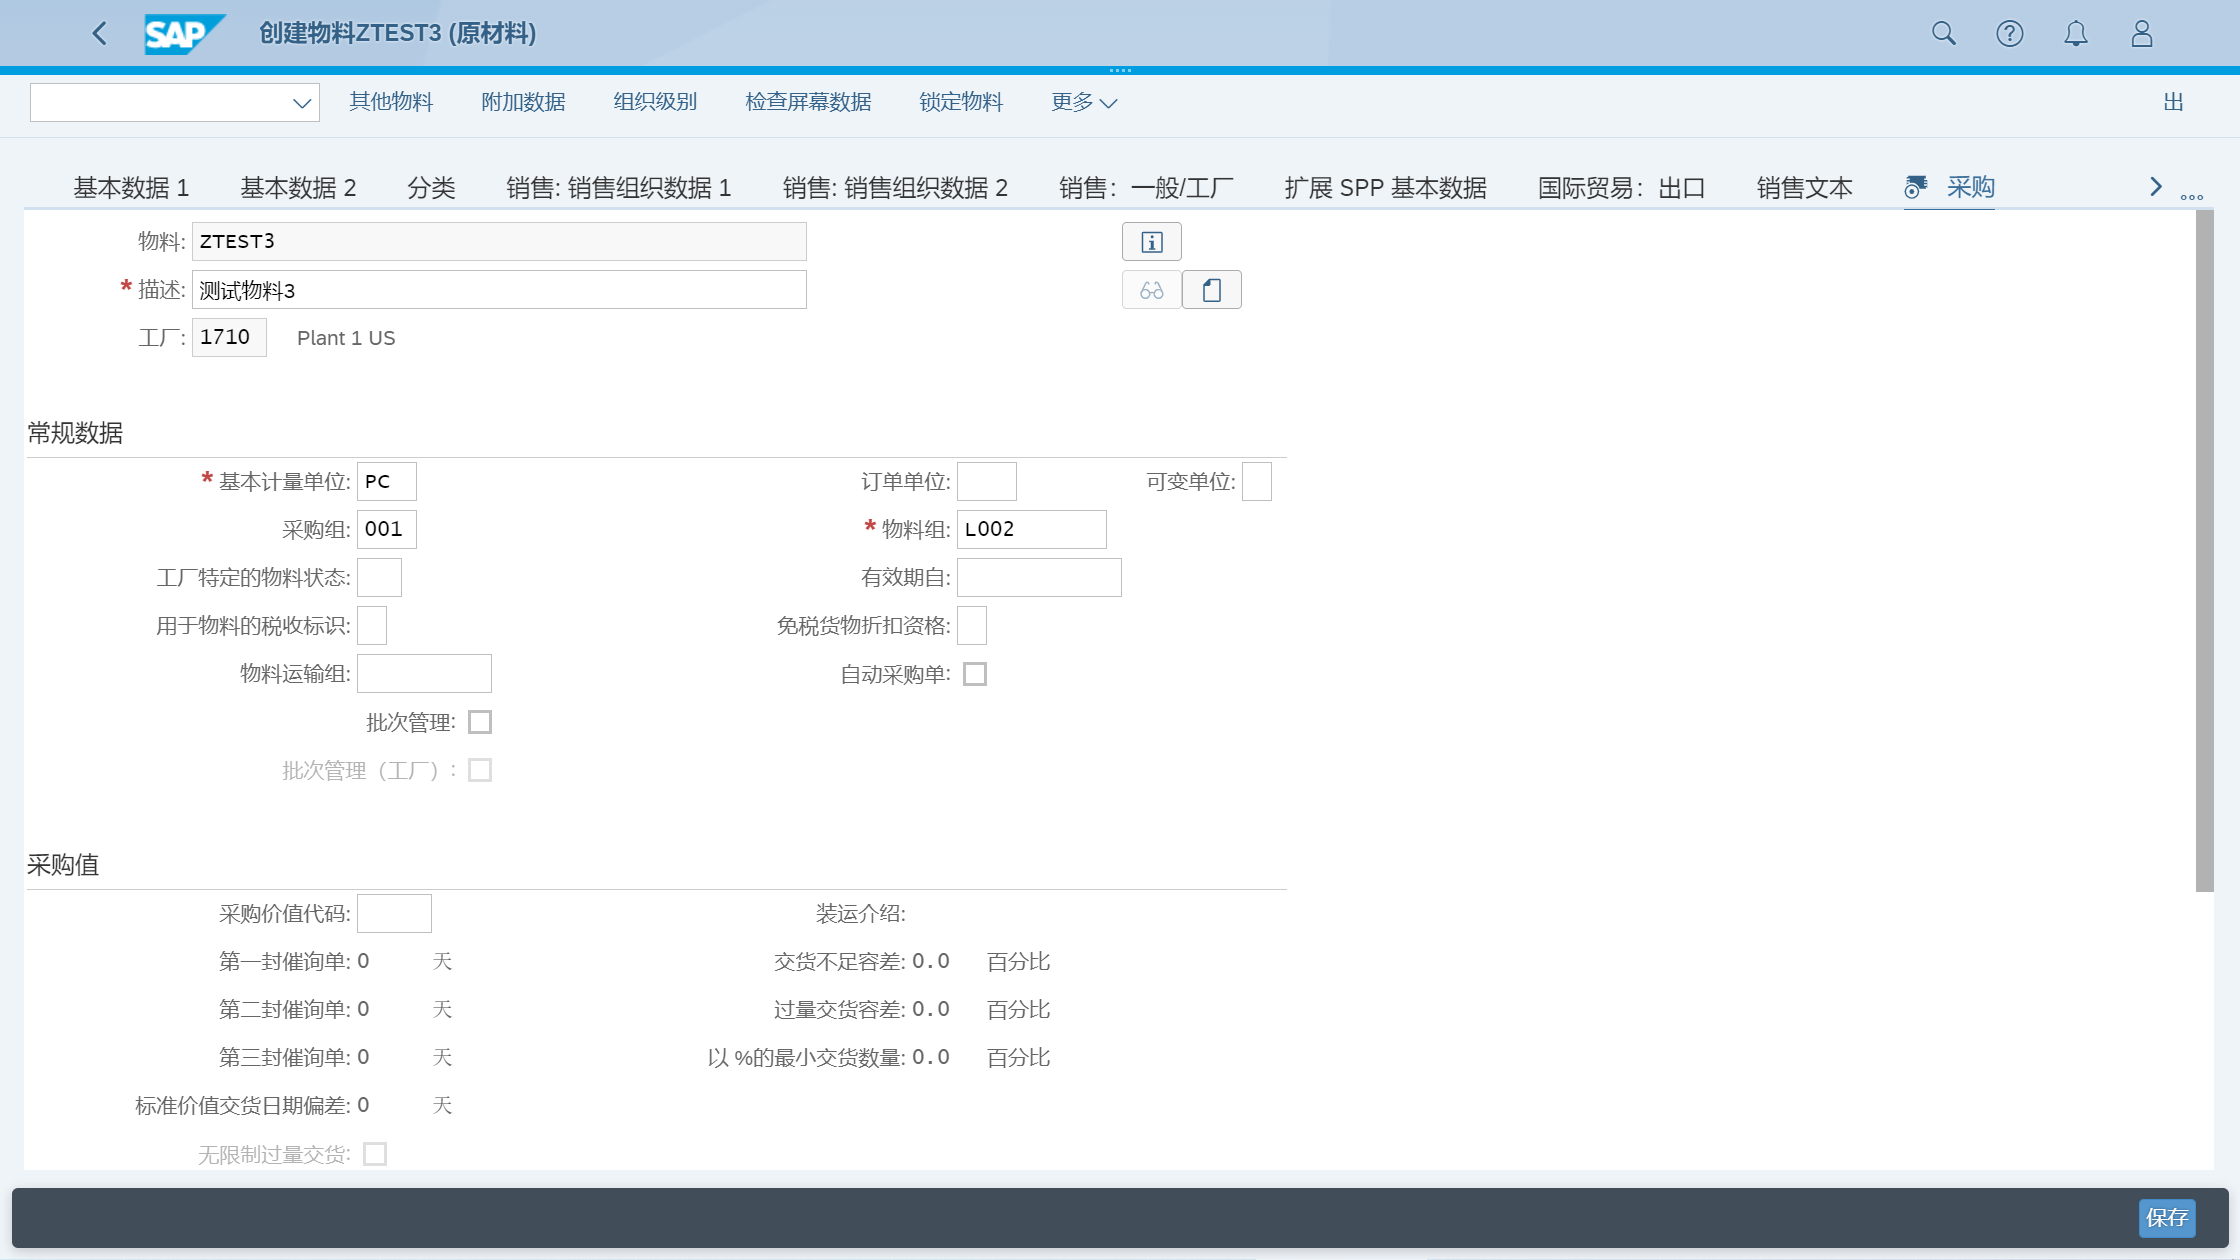 SAP 创建物料ZTEST3 (原材料)
其他物料 附加数据 组织级别 检查屏幕数据 锁定物料 更多 出
基本数据 1 基本数据 2 分类 销售: 销售组织数据 1 销售: 销售组织数据 2 销售：一般/工厂 扩展 SPP 基本数据 国际贸易：出口 销售文本 采购
物料: ZTEST3
* 描述: 测试物料3
工厂: 1710 Plant 1 US
常规数据
* 基本计量单位: PC 订单单位: 可变单位:
采购组: 001 * 物料组: L002
工厂特定的物料状态: 有效期自:
用于物料的税收标识: 免税货物折扣资格:
物料运输组: 自动采购单:
批次管理:
批次管理（工厂）:
采购值
采购价值代码: 装运介绍:
第一封催询单: 0 天 交货不足容差: 0.0 百分比
第二封催询单: 0 天 过量交货容差: 0.0 百分比
第三封催询单: 0 天 以 %的最小交货数量: 0.0 百分比
标准价值交货日期偏差: 0 天
无限制过量交货:
保存